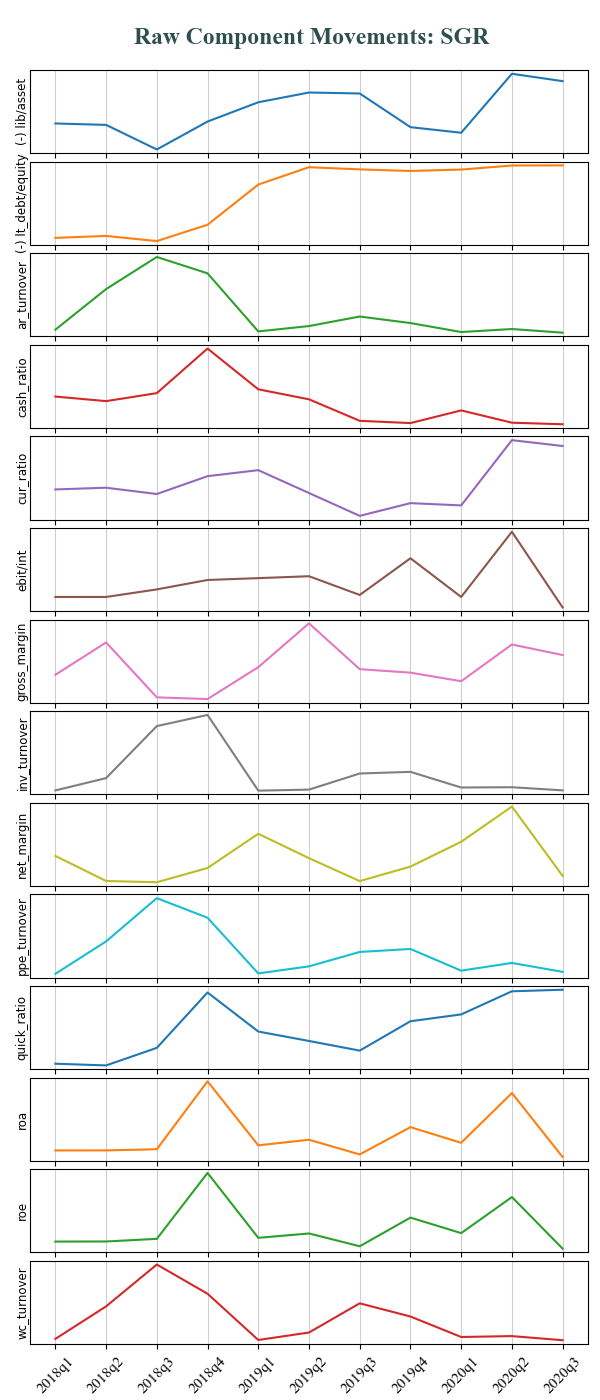 Raw Component Movements: SGR
(-) lib/asset
(-) lt_debt/equity
ar_turnover
cash_ratio
cur_ratio
ebit/int
gross_margin
inv_turnover
net_margin
ppe_turnover
quick_ratio
roa
roe
wc_turnover
2018q1 2018q2 2018q3 2018q4 2019q1 2019q2 2019q3 2019q4 2020q1 2020q2 2020q3